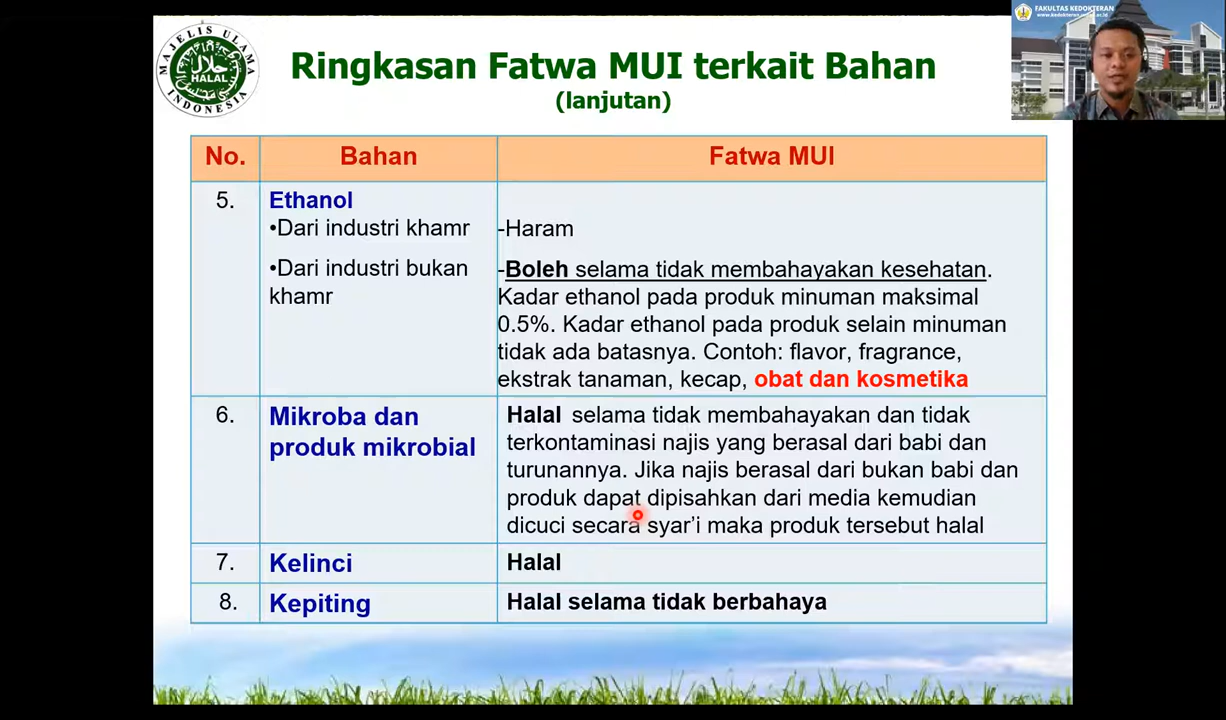 MAJELIS ULAMA
حلال
HALAL
INDONESIA
Ringkasan Fatwa MUI terkait Bahan
(lanjutan)
FAKULTAS KEDOKTERAN
No. Bahan Fatwa MUI
5. Ethanol
•Dari industri khamr -Haram
•Dari industri bukan khamr
-Boleh selama tidak membahayakan kesehatan.
Kadar ethanol pada produk minuman maksimal
0.5%. Kadar ethanol pada produk selain minuman
tidak ada batasnya. Contoh: flavor, fragrance,
ekstrak tanaman, kecap, obat dan kosmetika
6. Mikroba dan
produk mikrobial
Halal selama tidak membahayakan dan tidak
terkontaminasi najis yang berasal dari babi dan
turunannya. Jika najis berasal dari bukan babi dan
produk dapat dipisahkan dari media kemudian
dicuci secara syar’i maka produk tersebut halal
7. Kelinci Halal
8. Kepiting Halal selama tidak berbahaya